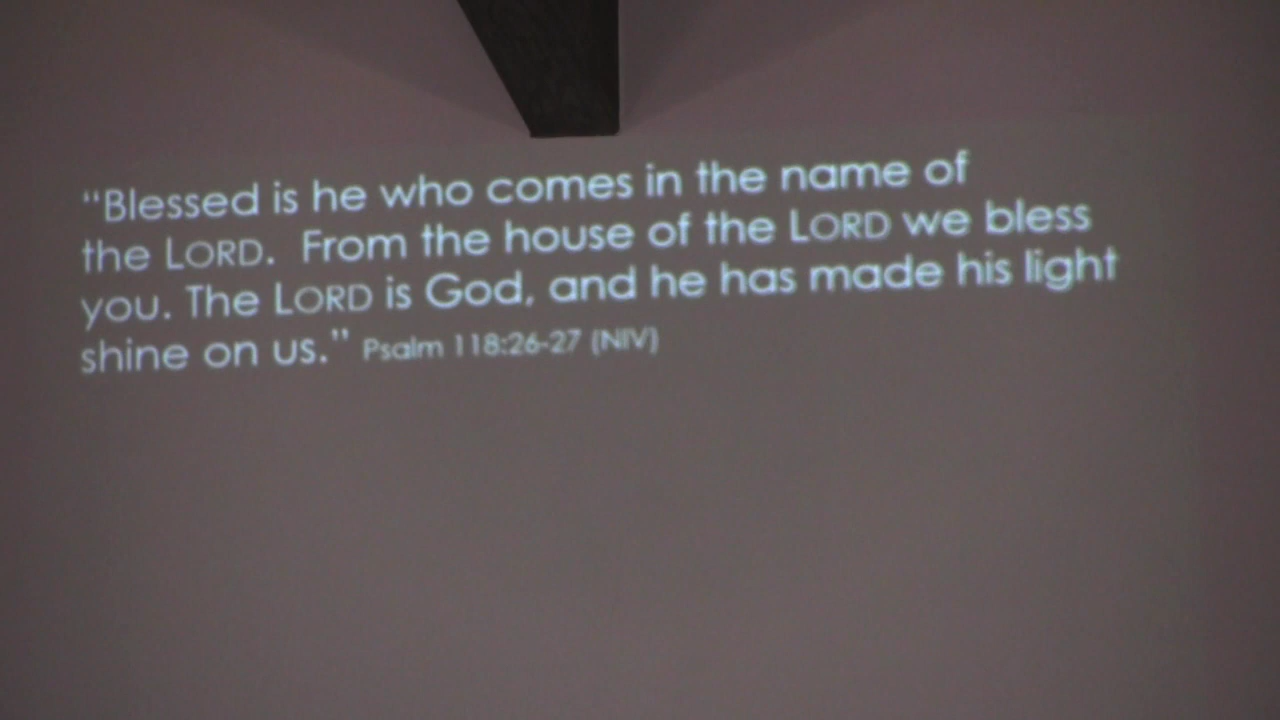 “Blessed is he who comes in the name of
the LORD.  From the house of the LORD we bless
you. The LORD is God, and he has made his light
shine on us.” Psalm 118:26-27 (NIV)